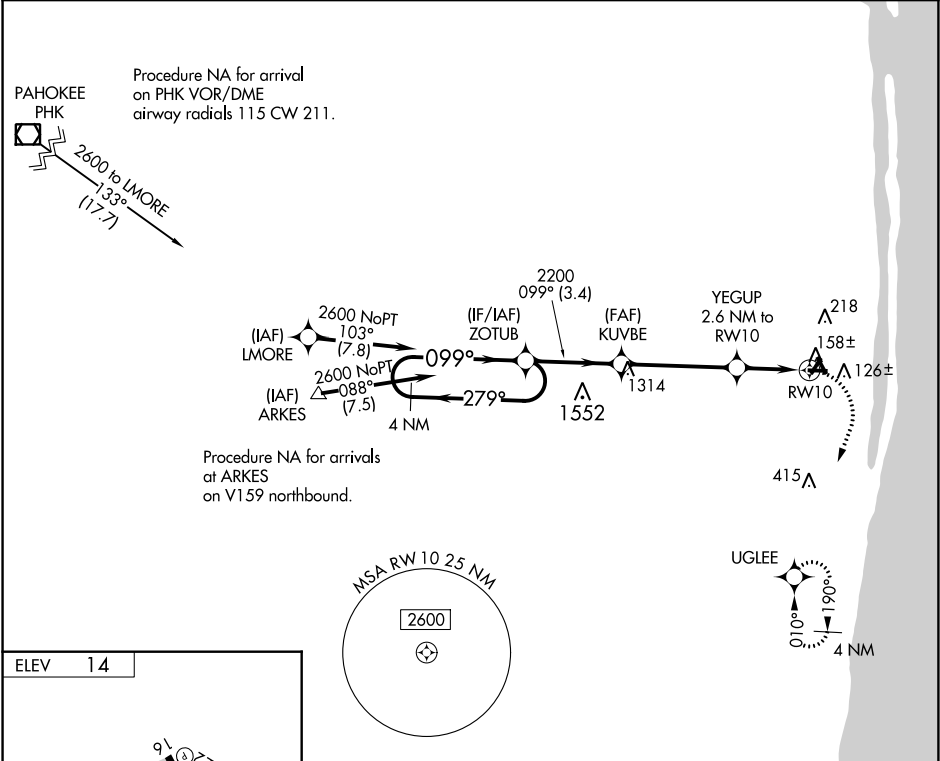 Procedure NA for arrival
on PHK VOR/DME
airway radials 115 CW 211.
PAHOKEE
PHK
2600 to LMORE
133°
(17.7)
2200
099° (3.4)
(IF/IAF)
ZOTUB
(FAF)
KUVBE
YEGUP
2.6 NM to
RW10
218
158±
126±
RW10
(IAF)
LMORE
2600 NoPT
103°
(7.8)
099°
1314
2600 NoPT
088°
(7.5)
(IAF)
ARKES
279°
4 NM
1552
Procedure NA for arrivals
at ARKES
on V159 northbound.
415
UGLEE
010°
190°
4 NM
MSA RW 10 25 NM
2600
ELEV 14
16
P